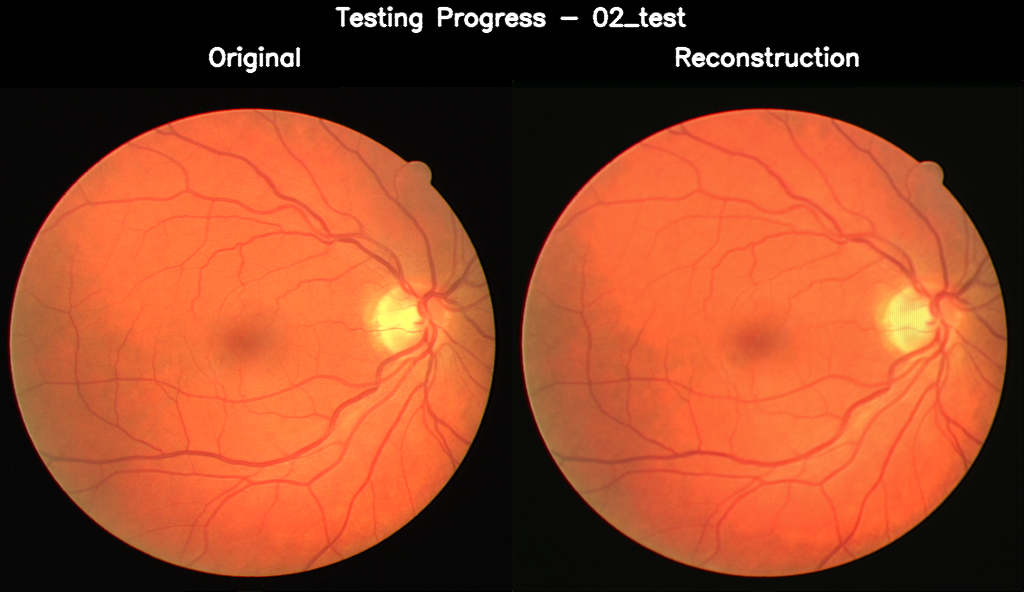 Testing Progress - 02_test
Original
Reconstruction